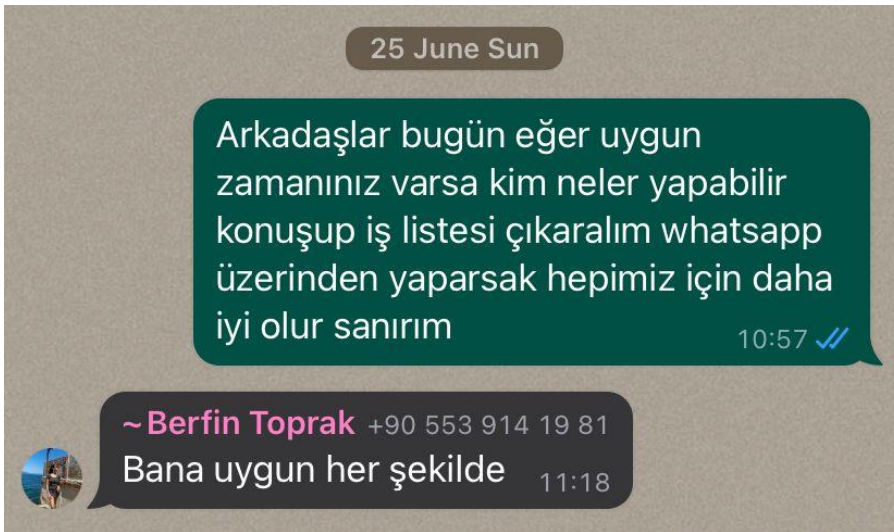 25 June Sun
Arkadaşlar bugün eğer uygun
zamanınız varsa kim neler yapabilir
konuşup iş listesi çıkaralım whatsapp
üzerinden yaparsak hepimiz için daha
iyi olur sanırım
10:57
~Berfin Toprak +90 553 914 19 81
Bana uygun her şekilde
11:18